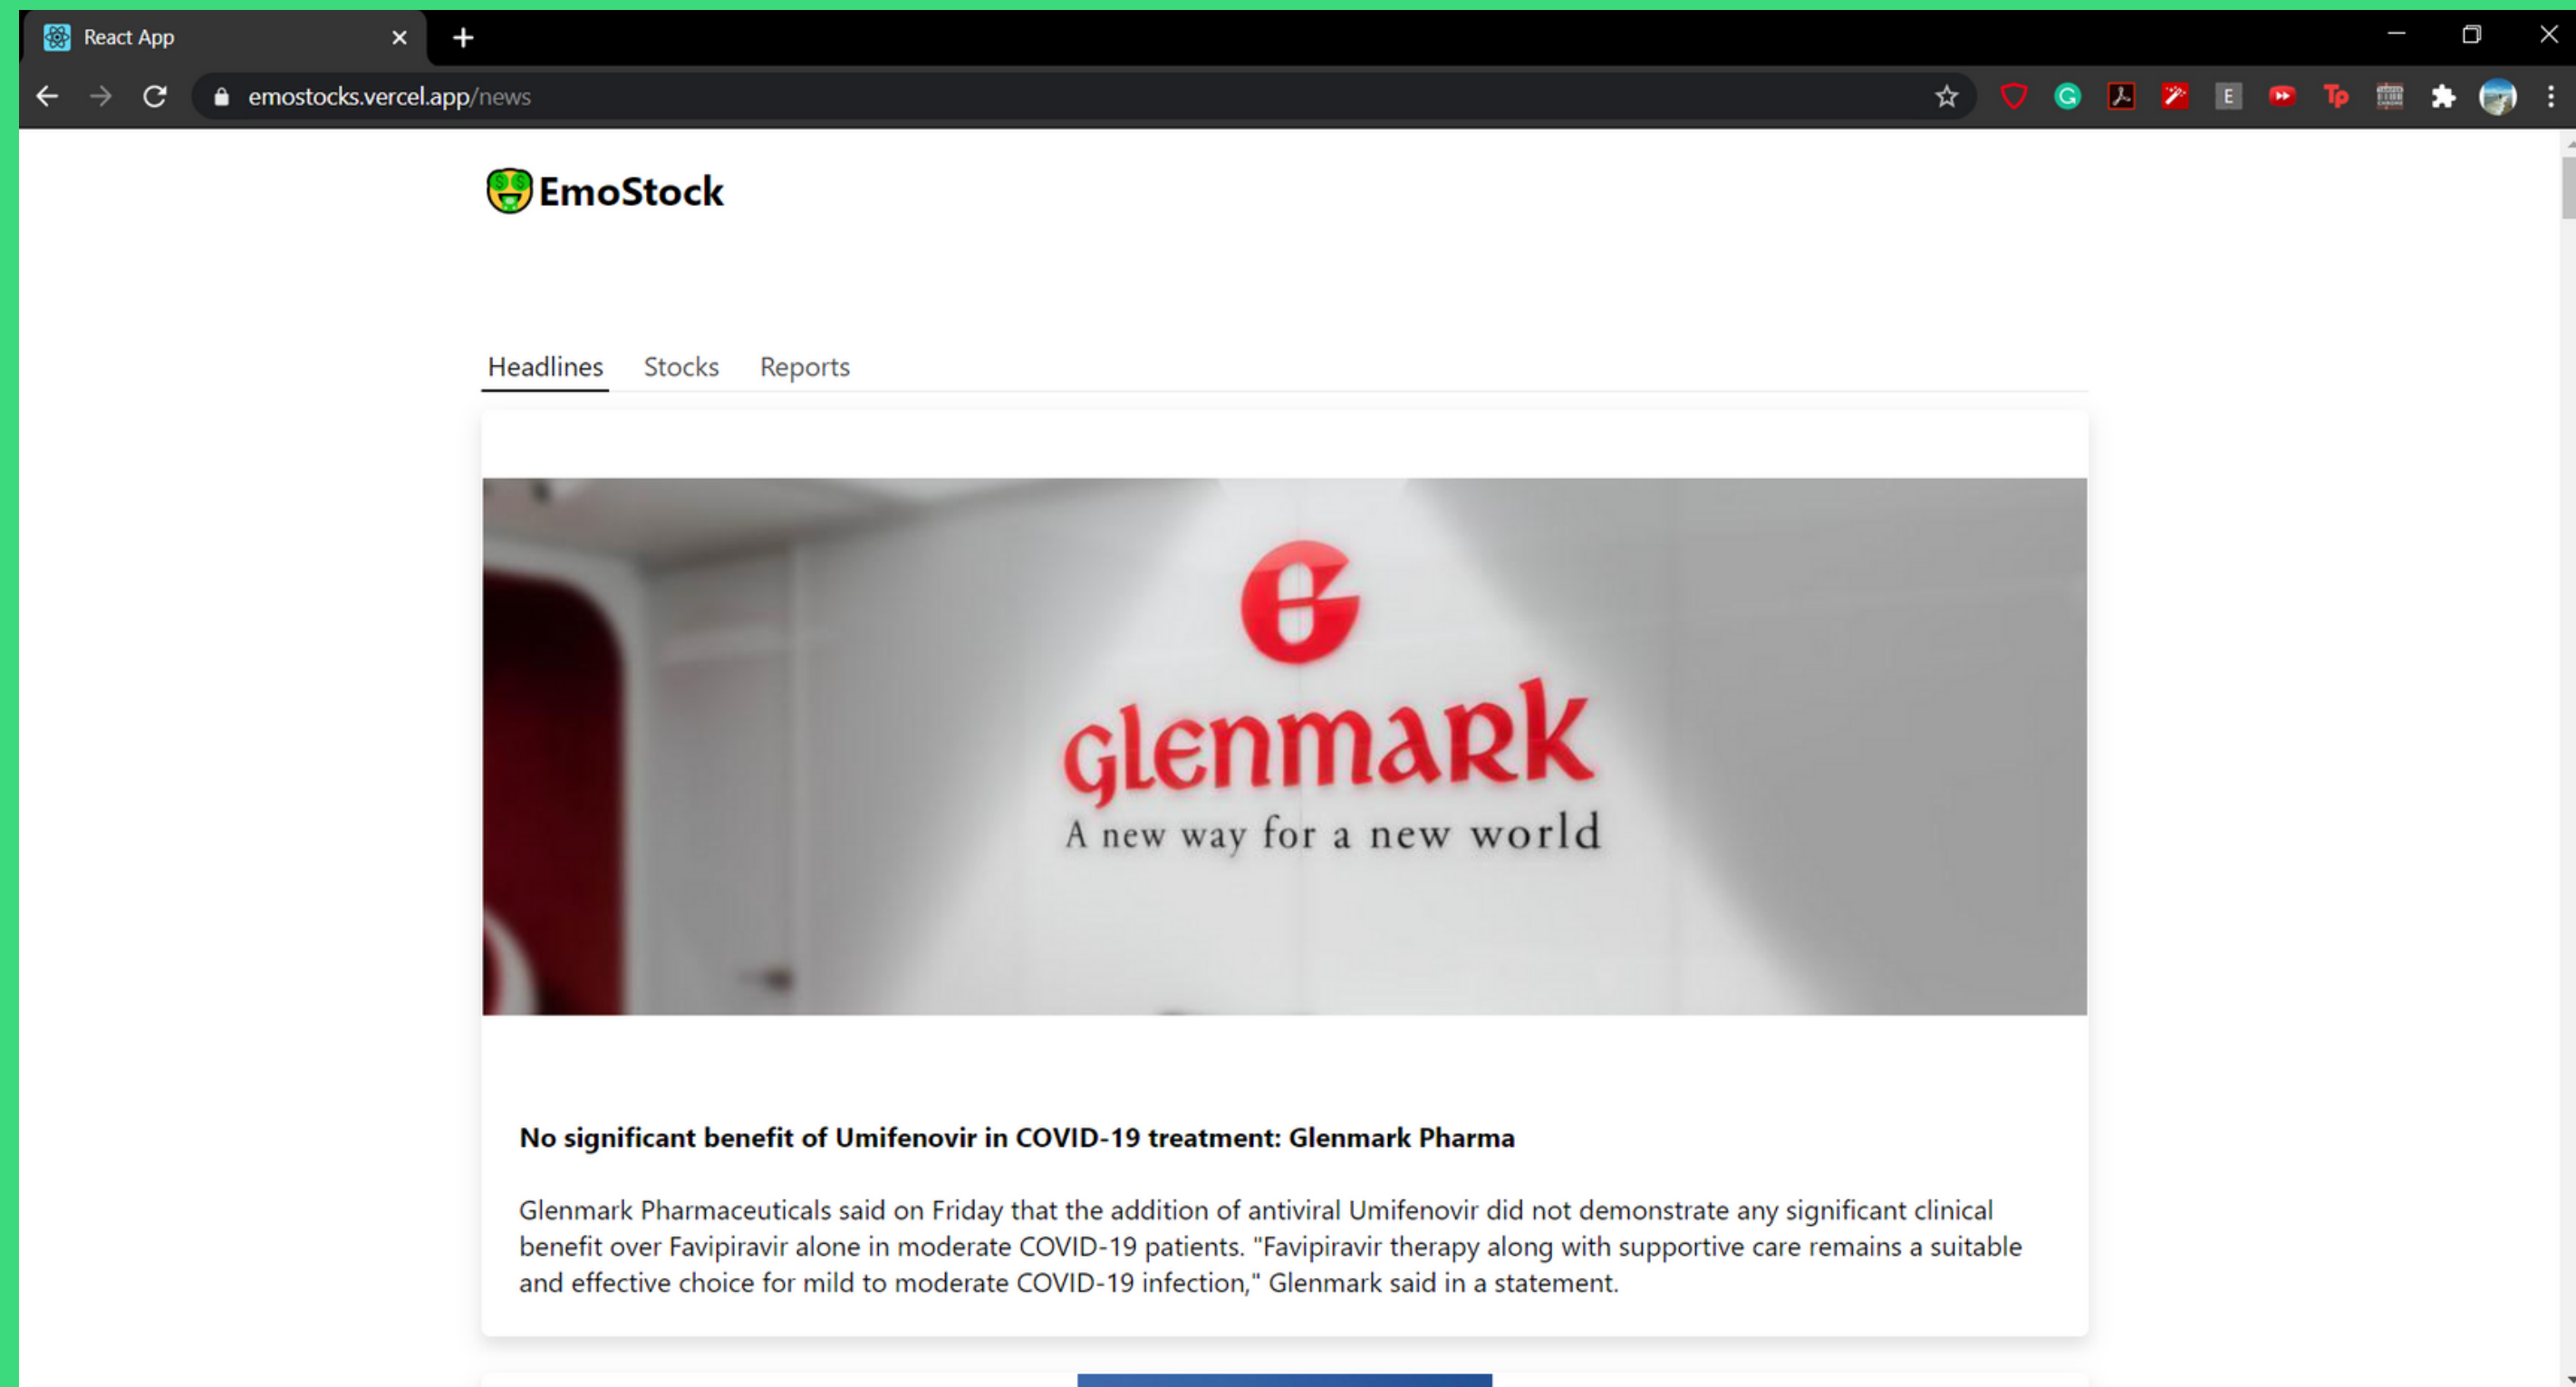 React App
emostocks.vercel.app/news
EmoStock
Headlines Stocks Reports
glenmark
A new way for a new world
No significant benefit of Umifenovir in COVID-19 treatment: Glenmark Pharma
Glenmark Pharmaceuticals said on Friday that the addition of antiviral Umifenovir did not demonstrate any significant clinical
benefit over Favipiravir alone in moderate COVID-19 patients. "Favipiravir therapy along with supportive care remains a suitable
and effective choice for mild to moderate COVID-19 infection," Glenmark said in a statement.